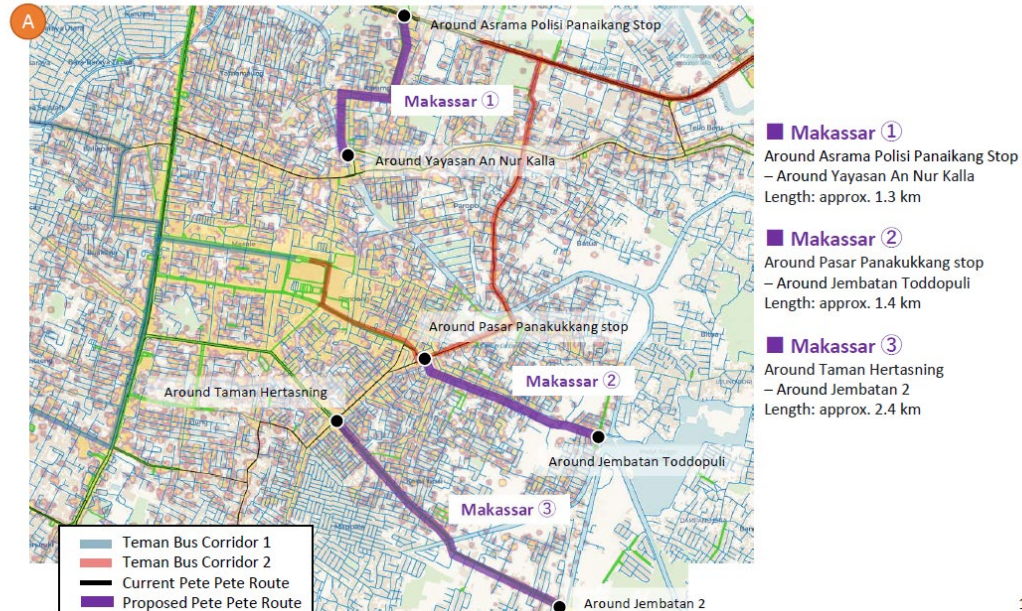 A
Around Asrama Polisi Panaikang Stop
Makassar ①
Around Yayasan An Nur Kalla
Around Pasar Panakukkang stop
Makassar ②
Around Taman Hertasning
Around Jembatan Toddopuli
Makassar ③
Around Jembatan 2
Teman Bus Corridor 1
Teman Bus Corridor 2
Current Pete Pete Route
Proposed Pete Pete Route
■ Makassar ①
Around Asrama Polisi Panaikang Stop
– Around Yayasan An Nur Kalla
Length: approx. 1.3 km
■ Makassar ②
Around Pasar Panakukkang stop
– Around Jembatan Toddopuli
Length: approx. 1.4 km
■ Makassar ③
Around Taman Hertasning
– Around Jembatan 2
Length: approx. 2.4 km